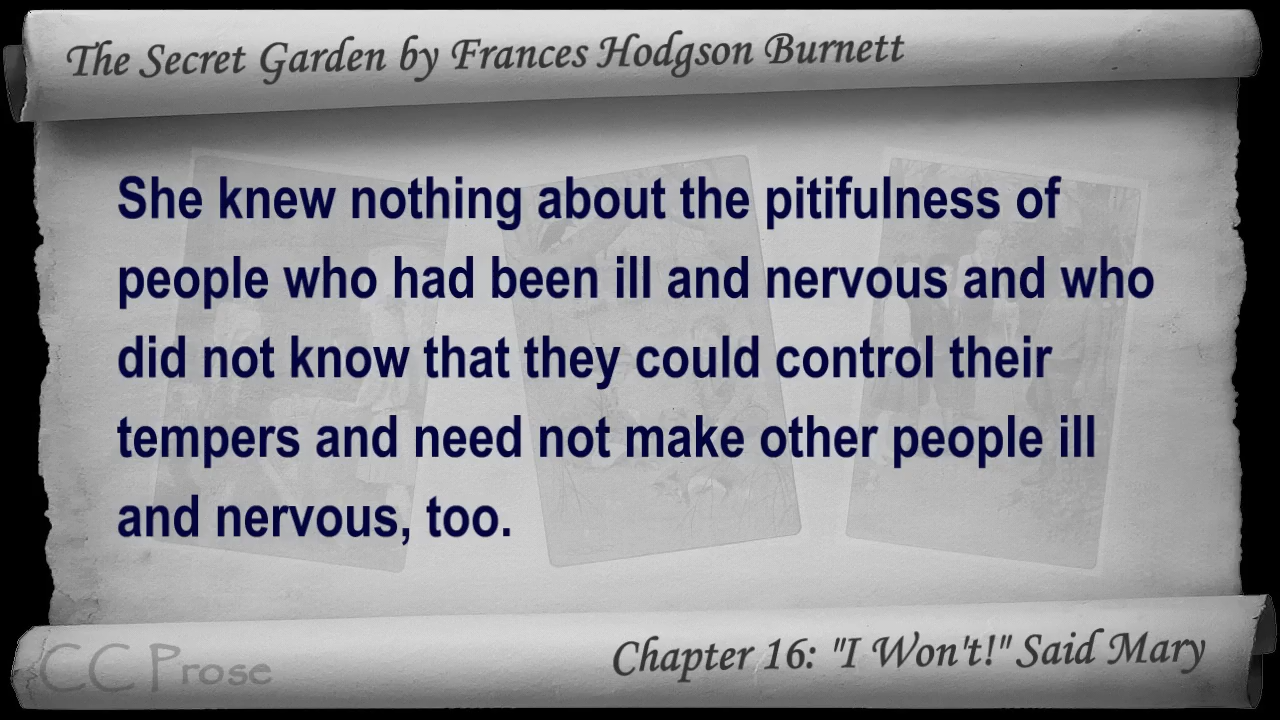 The Secret Garden by Frances Hodgson Burnett
She knew nothing about the pitifulness of
people who had been ill and nervous and who
did not know that they could control their
tempers and need not make other people ill
and nervous, too.
CC Prose
Chapter 16: "I Won't!" Said Mary